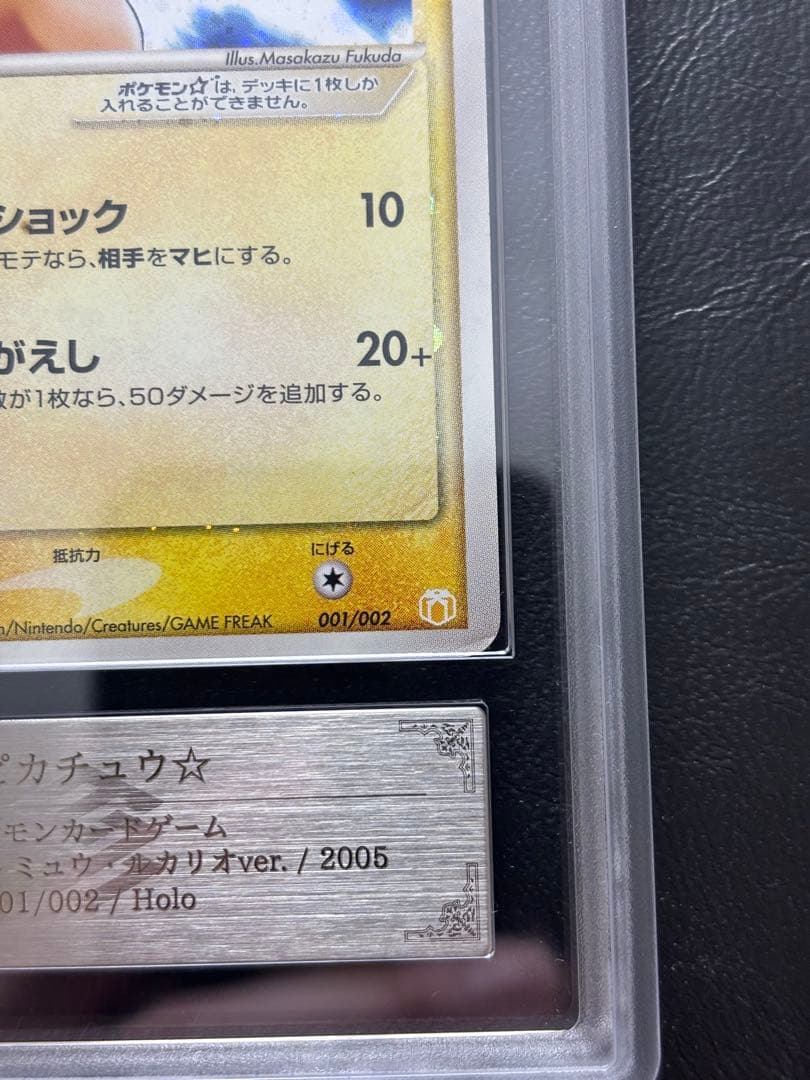 Illus.Masakazu Fukuda
ポケモン☆は、デッキに1枚しか
入れることができません。
ショック 10
モテなら、相手をマヒにする。
がえし 20+
数が1枚なら、50ダメージを追加する。
抵抗力 にげる
/Nintendo/Creatures/GAME FREAK 001/002
ピカチュウ☆
モンカードゲーム
ミュウ・ルカリオver. / 2005
01/002 / Holo